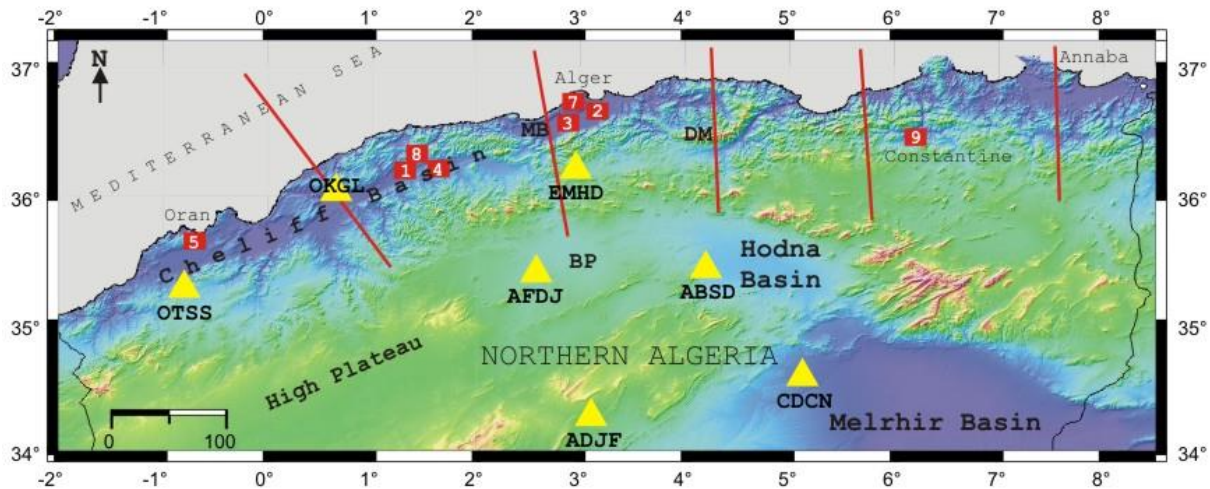 -1° 0° 1° 2° 3° 4° 5° 6° 7° 8°
37° 37°
N
MEDITERRANEAN SEA
Alger
Annaba
7
2
MB 3
DM
9
Constantine
8
1 4
OKGL
EMHD
36° 36°
Oran
5
Cheliff Basin
BP
Hodna
Basin
AFDJ
ABSD
OTSS
35° 35°
NORTHERN ALGERIA
High Plateau
CDCN
Melrhir Basin
ADJF
0 100
34° 34°
-1° 0° 1° 2° 3° 4° 5° 6° 7° 8°